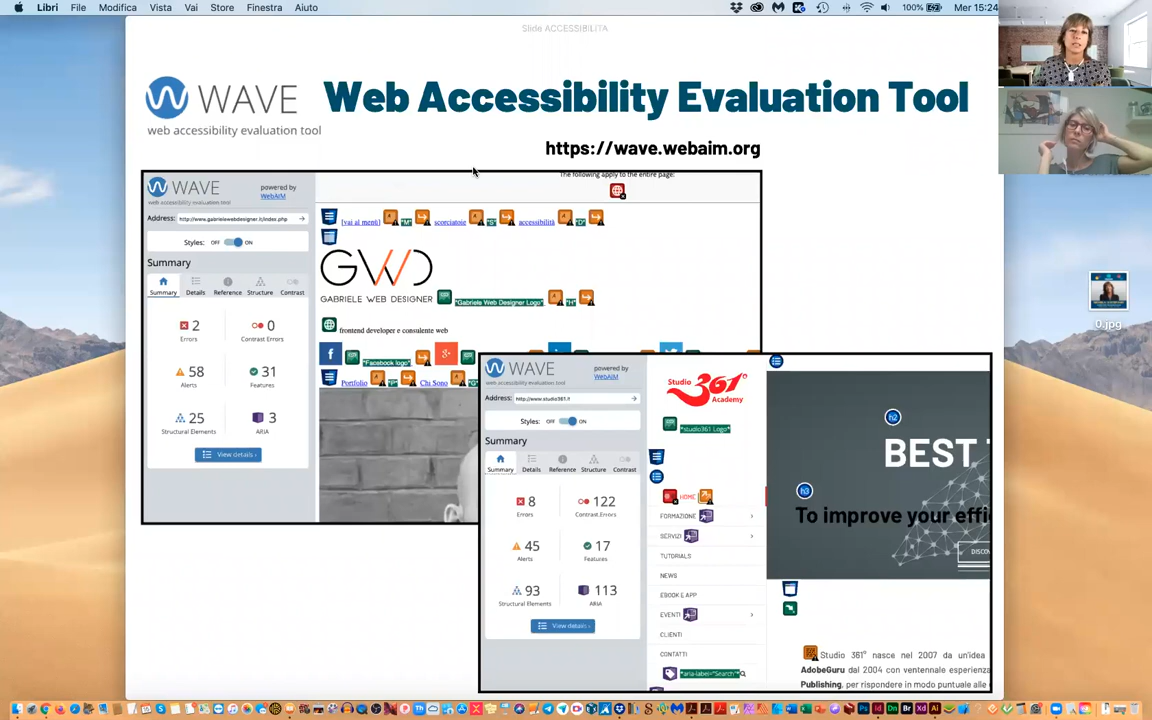 Libri File Modifica Vista Vai Store Finestra Aiuto 100% Mer 15:24
Slide ACCESSIBILITÀ
WAVE
web accessibility evaluation tool
Web Accessibility Evaluation Tool
https://wave.webaim.org
WAVE
web accessibility evaluation tool
powered by
WebAIM
Address: http://www.gabrielewebdesigner.it/index.php
Styles: OFF ON
Summary
Summary Details Reference Structure Contrast
2 0
Errors Contrast Errors
58 31
Alerts Features
25 3
Structural Elements ARIA
View details ›
The following apply to the entire page:
[vai al menti] *"M"* scorciatoie *"S"* accessibilità *"D"*
GWD
GABRIELE WEB DESIGNER *"Gabriele Web Designer Logo"* *"H"*
frontend developer e consulente web
*"Facebook logo"*
Portfolio *"P"* Chi Sono
WAVE
web accessibility evaluation tool
powered by
WebAIM
Address: http://www.studio361.it
Styles: OFF ON
Summary
Summary Details Reference Structure Contrast
8 122
Errors Contrast Errors
45 17
Alerts Features
93 113
Structural Elements ARIA
View details ›
Studio 361°
Academy
*studio361 Logo*
HOME
FORMAZIONE
SERVIZI
TUTORIALS
NEWS
EBOOK E APP
EVENTI
CLIENTI
CONTATTI
*aria-label="Search"*
h2
BEST
h3
To improve your effi
Studio 361° nasce nel 2007 da un'idea
AdobeGuru dal 2004 con ventennale esperienza
Publishing, per rispondere in modo puntuale alle
0.jpg